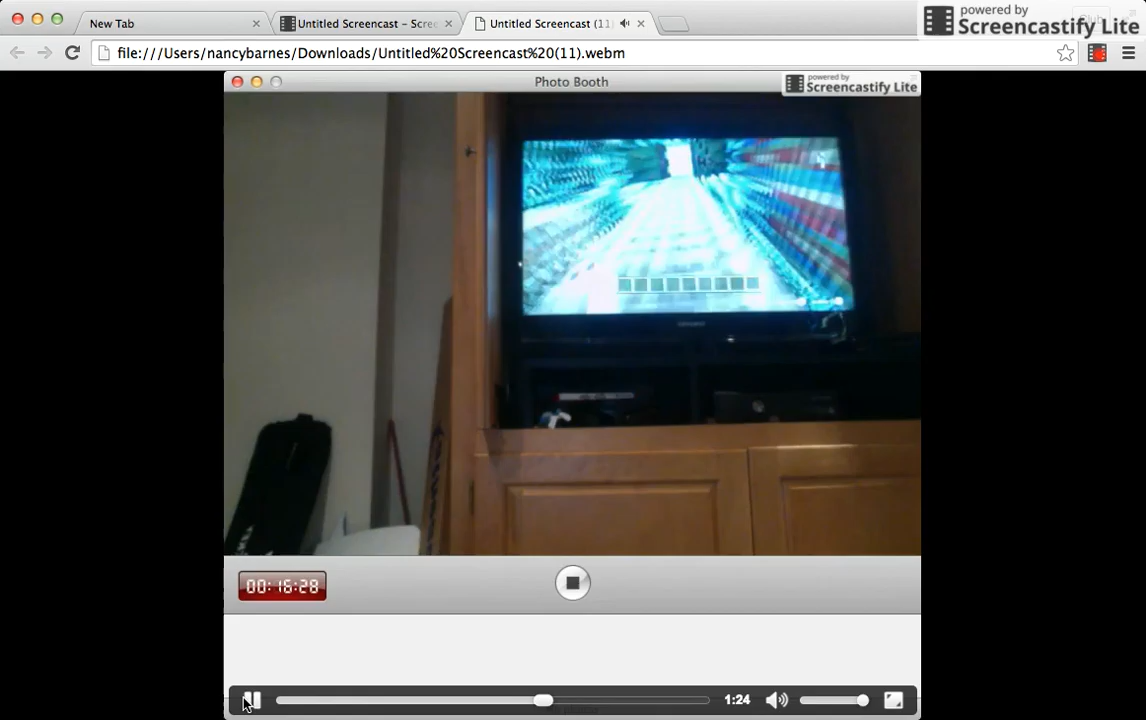 New Tab
Untitled Screencast – Scree
Untitled Screencast (11)
powered by
Screencastify Lite
file:///Users/nancybarnes/Downloads/Untitled%20Screencast%20(11).webm
Photo Booth
powered by
Screencastify Lite
00:16:28
1:24